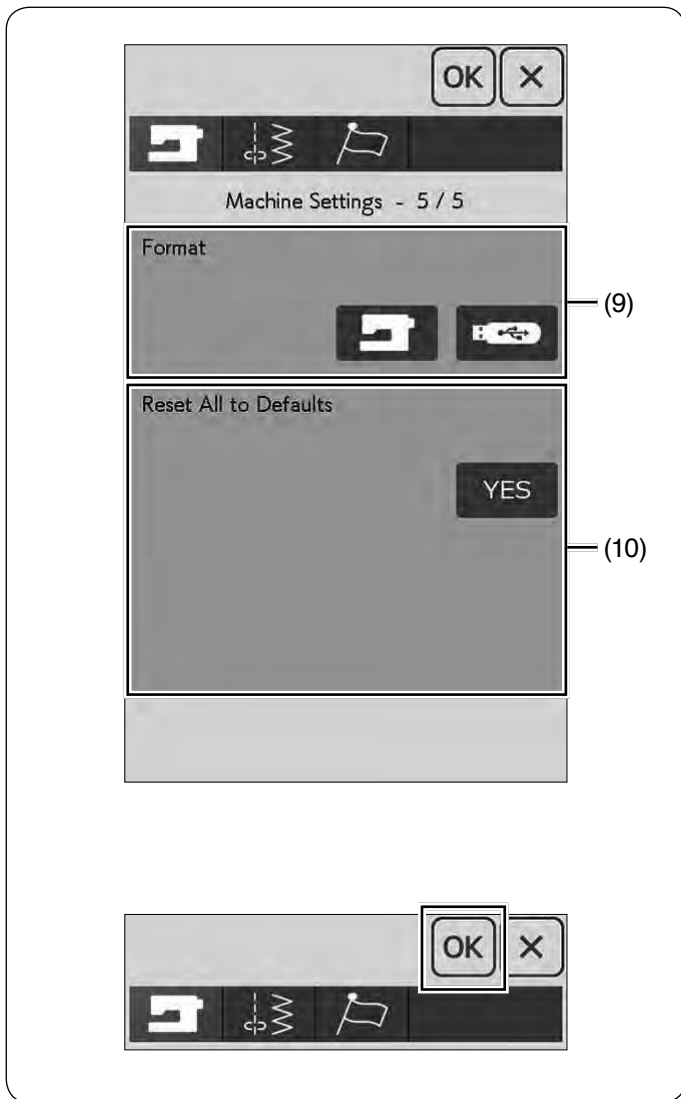 OK ×
Machine Settings - 5 / 5
Format
(9)
Reset All to Defaults
YES
(10)
OK ×